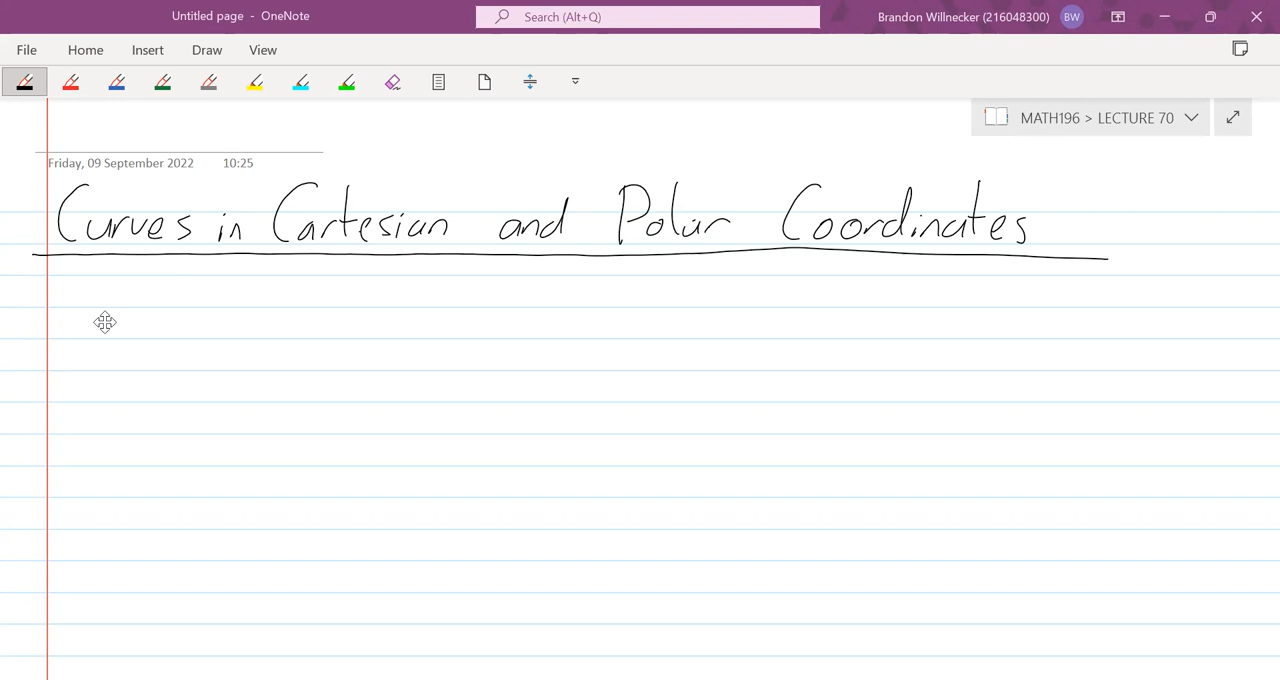 Untitled page - OneNote
Search (Alt+Q)
Brandon Willnecker (216048300)
BW
File Home Insert Draw View
MATH196 > LECTURE 70
Friday, 09 September 2022 10:25
Curves in Cartesian and Polar Coordinates